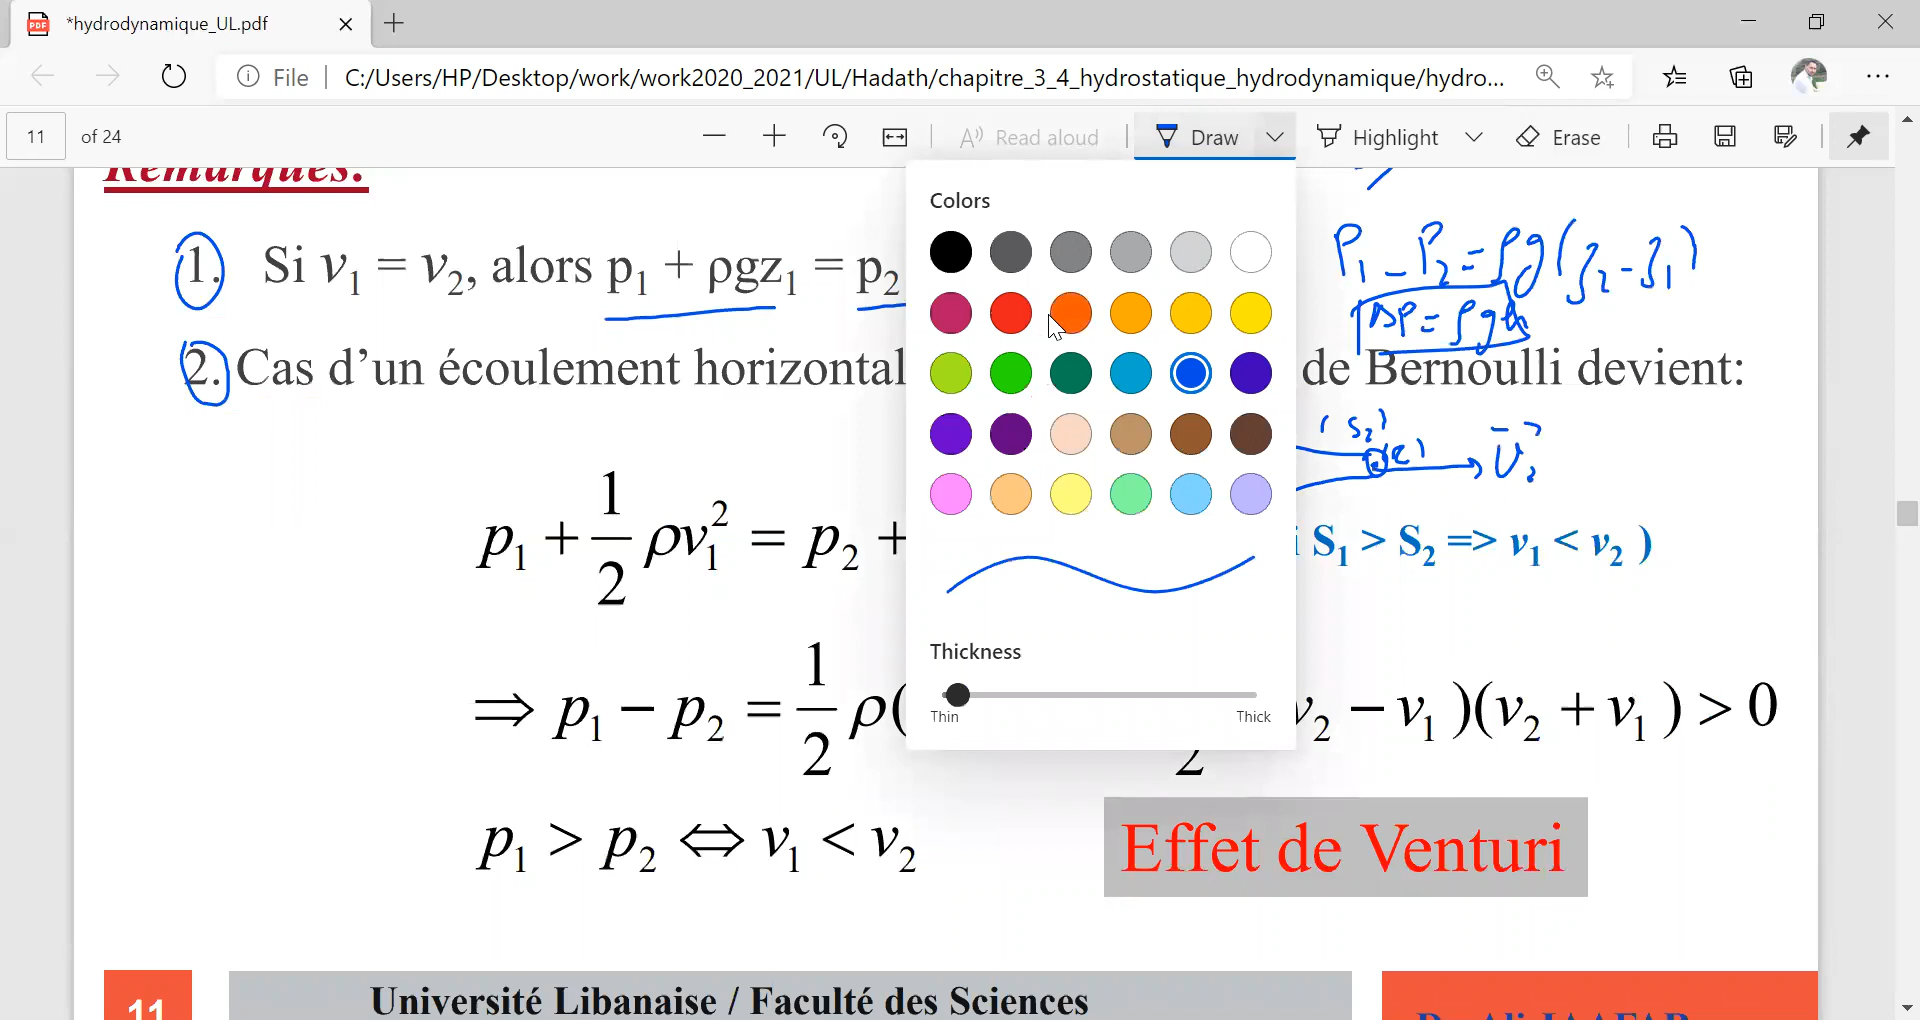 *hydrodynamique_UL.pdf
File | C:/Users/HP/Desktop/work/work2020_2021/UL/Hadath/chapitre_3_4_hydrostatique_hydrodynamique/hydro...
11 of 24
Read aloud
Draw
Highlight
Erase
Remarques:
Colors
1. Si v₁ = v₂, alors p₁ + ρgz₁ = p₂
P₁ - P₂ = ρg(z₂ - z₁)
ΔP = ρgh
2. Cas d'un écoulement horizontal
de Bernoulli devient:
(S₂)
V₂
p₁ + 1/2 ρv₁² = p₂ +
S₁ > S₂ => v₁ < v₂ )
Thickness
Thin
Thick
⇒ p₁ − p₂ = 1/2 ρ(
v₂ − v₁)(v₂ + v₁) > 0
2
p₁ > p₂ ⇔ v₁ < v₂
Effet de Venturi
11
Université Libanaise / Faculté des Sciences